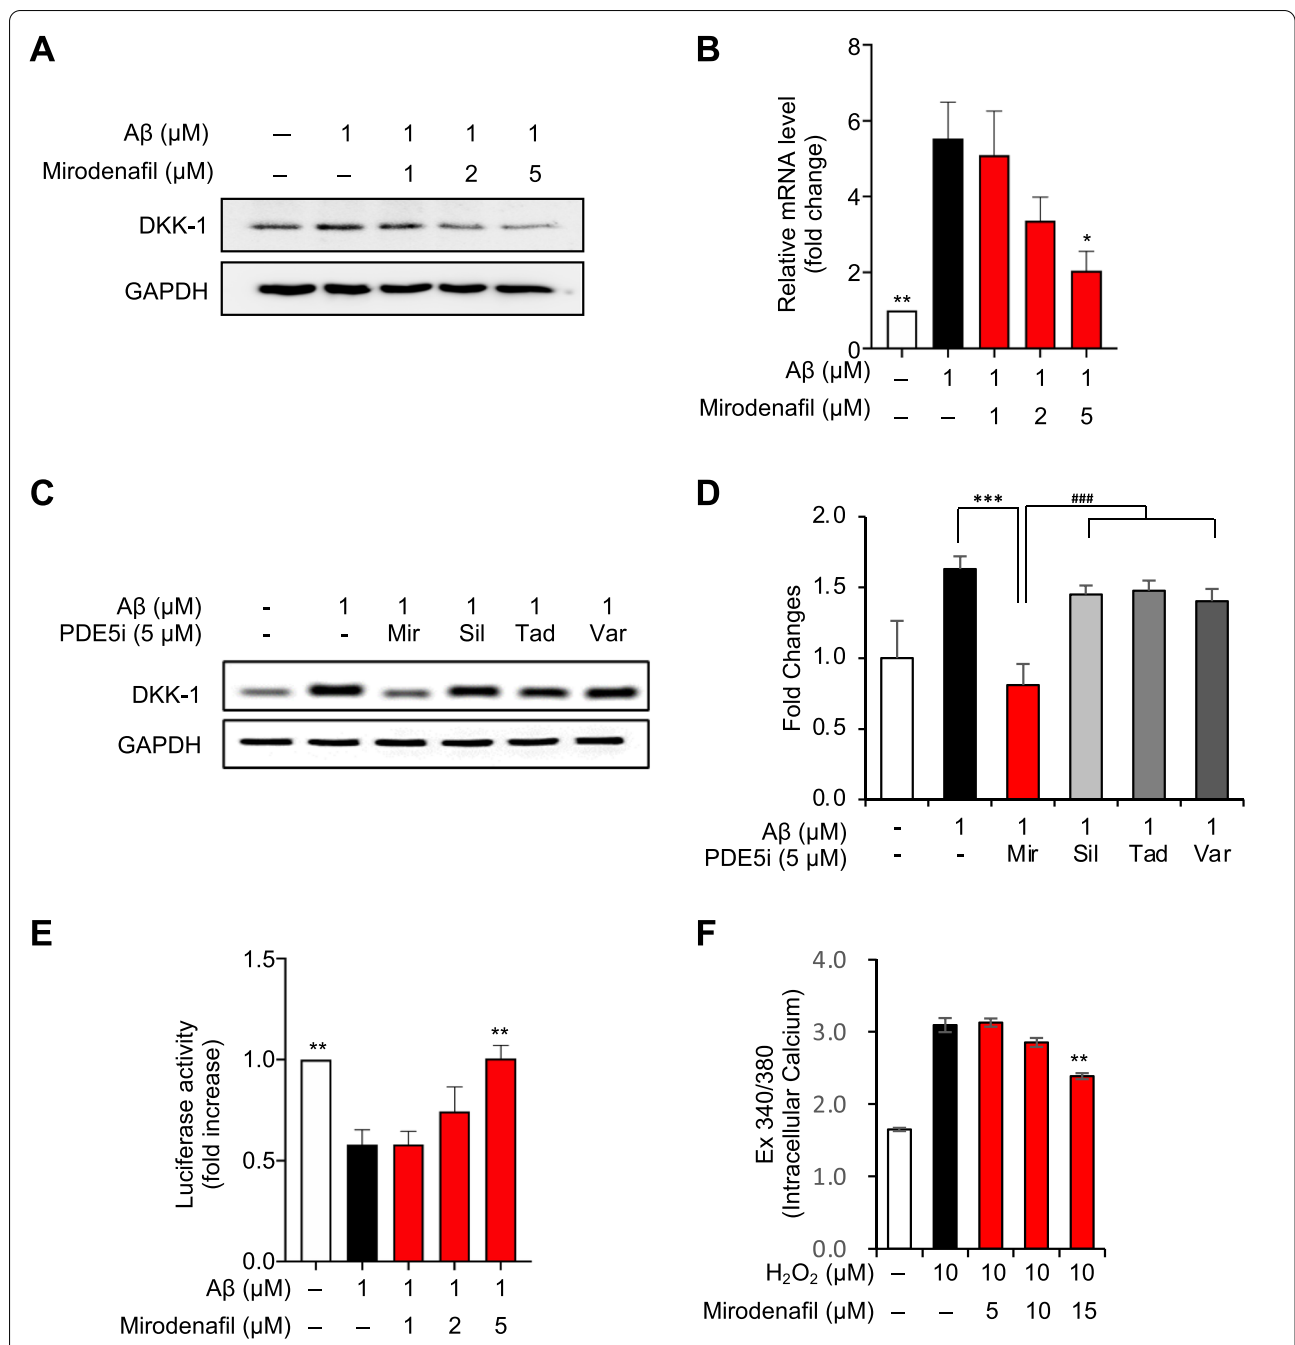 A
Aβ (μM) – 1 1 1 1
Mirodenafil (μM) – – 1 2 5
DKK-1
GAPDH
B
Relative mRNA level
(fold change)
8
6
4
2
0
**
*
Aβ (μM) – 1 1 1 1
Mirodenafil (μM) – – 1 2 5
C
Aβ (μM) - 1 1 1 1 1
PDE5i (5 μM) - - Mir Sil Tad Var
DKK-1
GAPDH
D
Fold Changes
2.0
1.5
1.0
0.5
0.0
*** ###
Aβ (μM) - 1 1 1 1 1
PDE5i (5 μM) - - Mir Sil Tad Var
E
Luciferase activity
(fold increase)
1.5
1.0
0.5
0.0
** **
Aβ (μM) – 1 1 1 1
Mirodenafil (μM) – – 1 2 5
F
Ex 340/380
(Intracellular Calcium)
4.0
3.0
2.0
1.0
0.0
**
H₂O₂ (μM) – 10 10 10 10
Mirodenafil (μM) – – 5 10 15